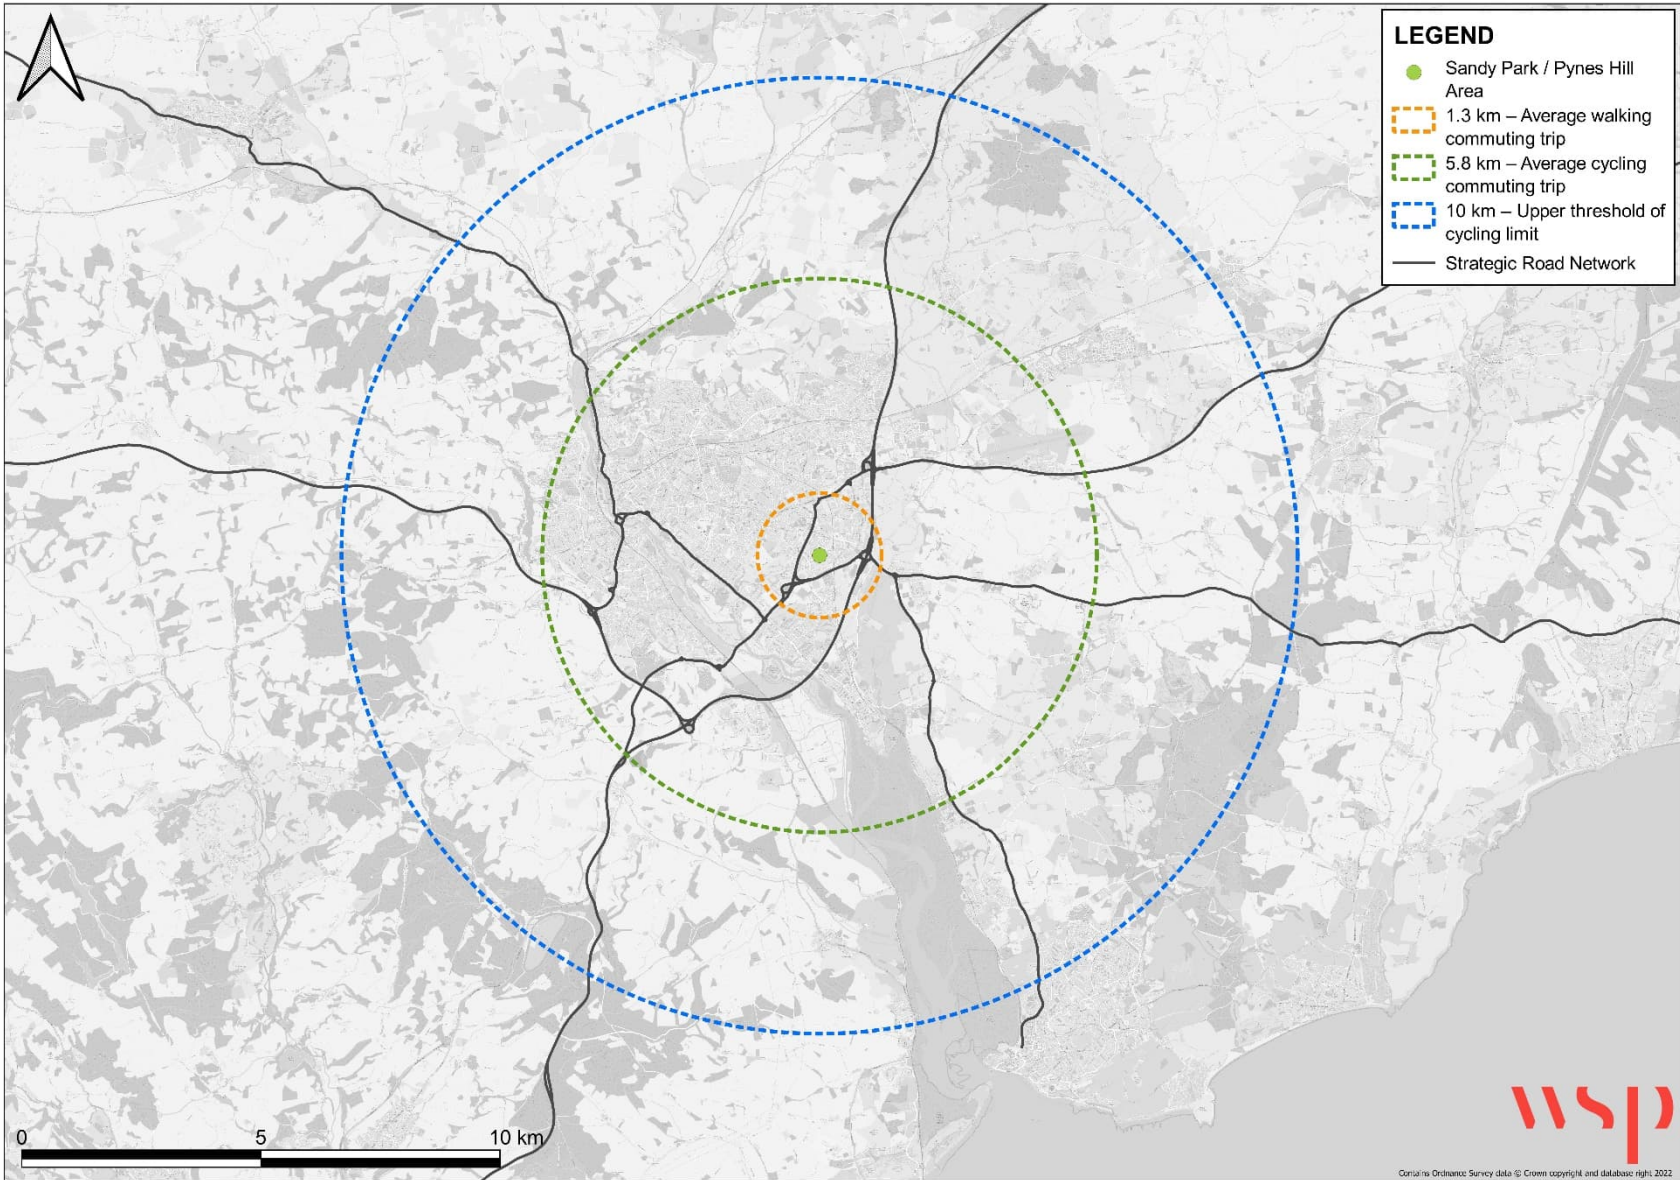 LEGEND
Sandy Park / Pynes Hill
Area
1.3 km – Average walking
commuting trip
5.8 km – Average cycling
commuting trip
10 km – Upper threshold of
cycling limit
Strategic Road Network
0 5 10 km
wsp
Contains Ordnance Survey data © Crown copyright and database right 2022